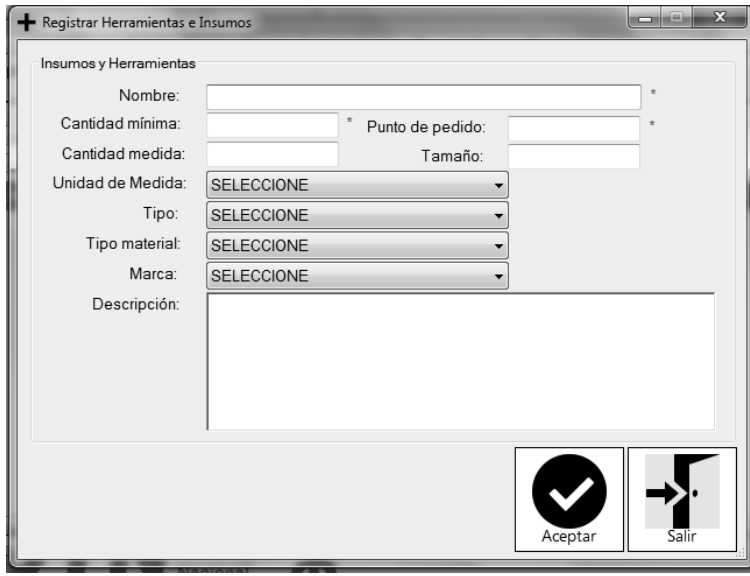 Registrar Herramientas e Insumos
Insumos y Herramientas
Nombre: *
Cantidad mínima: * Punto de pedido: *
Cantidad medida: Tamaño:
Unidad de Medida: SELECCIONE
Tipo: SELECCIONE
Tipo material: SELECCIONE
Marca: SELECCIONE
Descripción:
Aceptar Salir